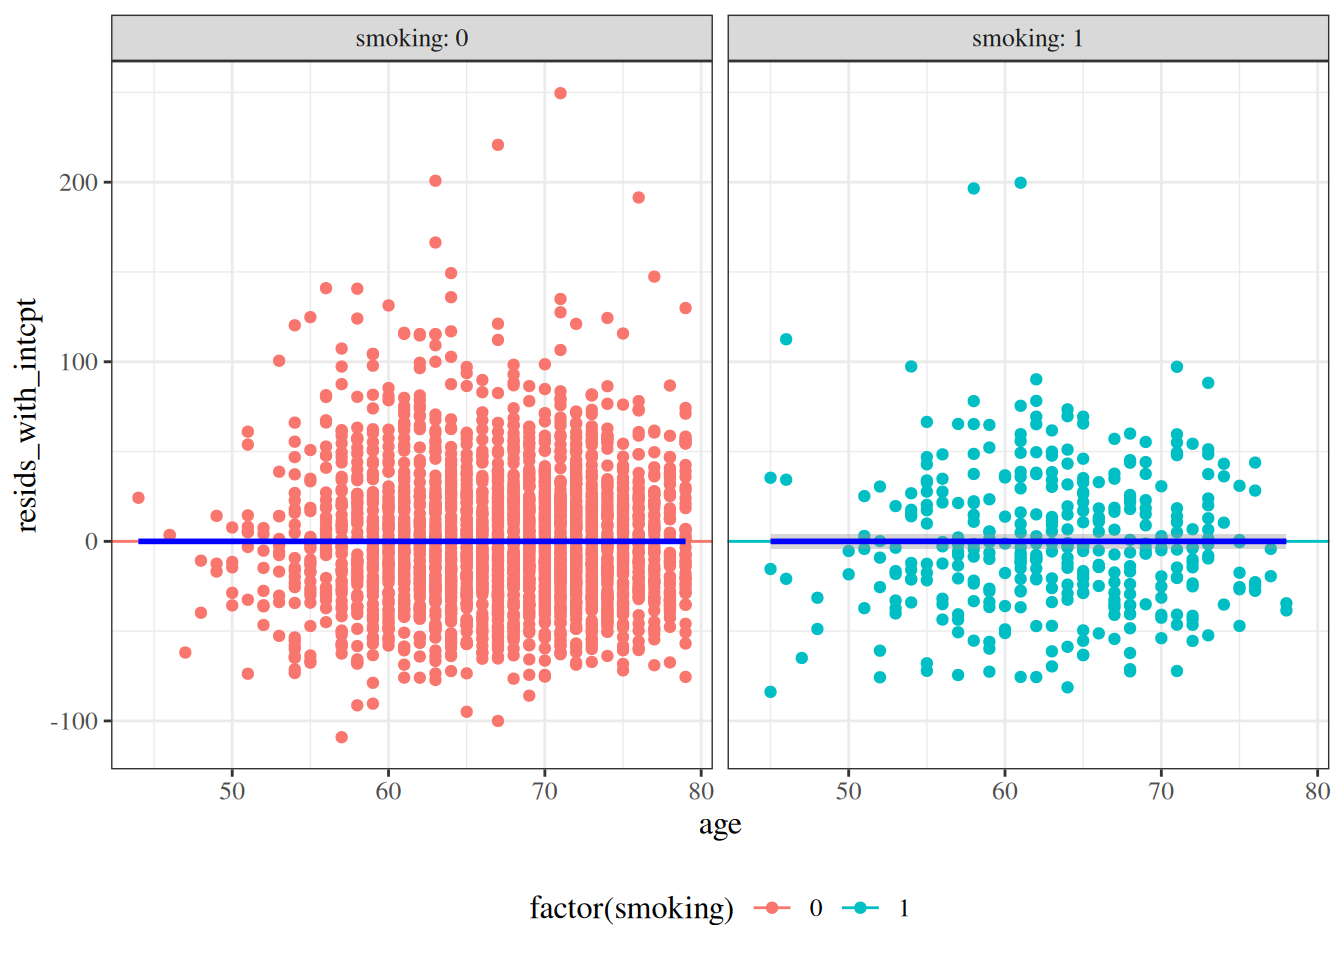 smoking: 0
smoking: 1
resids_with_intcpt
200
100
0
-100
50 60 70 80
50 60 70 80
age
factor(smoking) 0 1